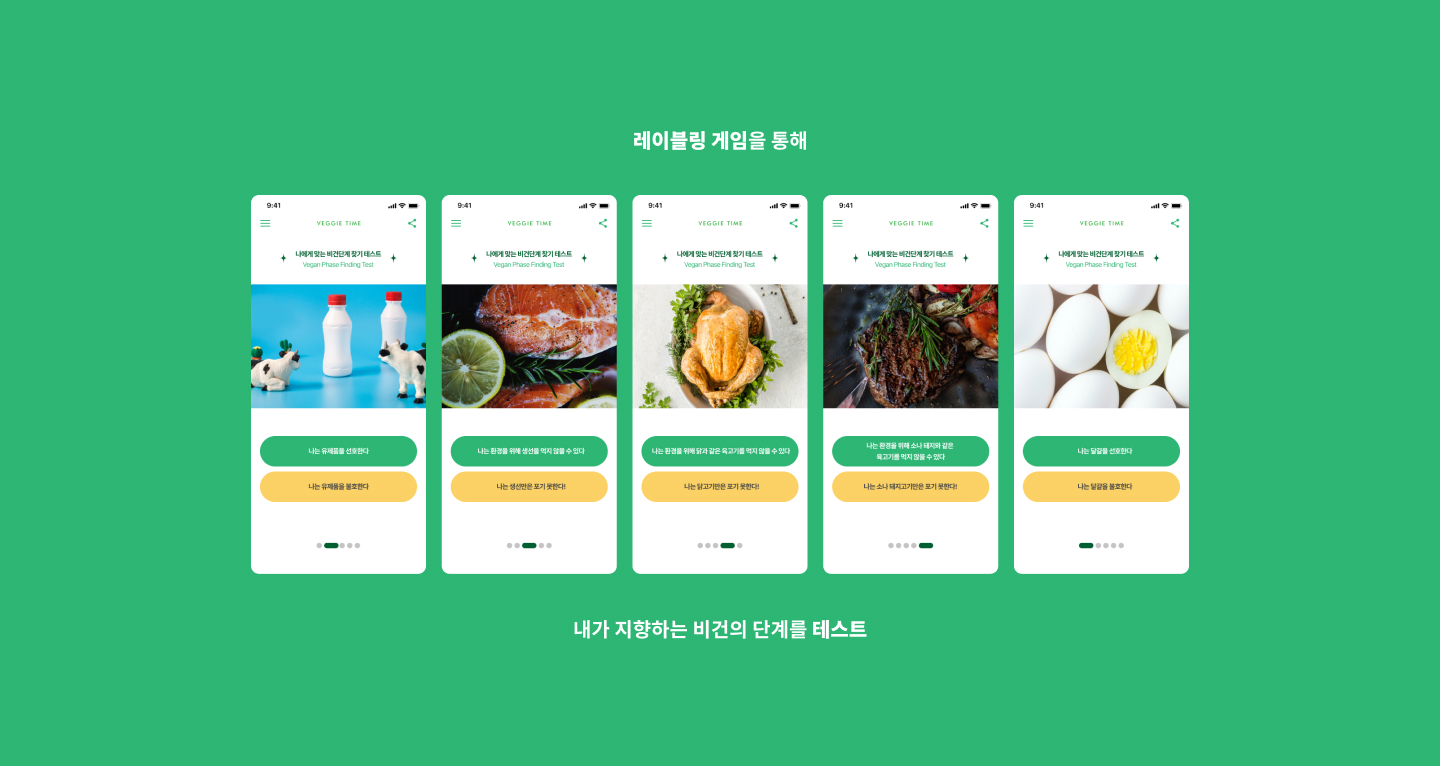 레이블링 게임을 통해
9:41
VEGGIE TIME
나에게 맞는 비건단계 찾기 테스트
Vegan Phase Finding Test
나는 유제품을 선호한다
나는 유제품을 불호한다
9:41
VEGGIE TIME
나에게 맞는 비건단계 찾기 테스트
Vegan Phase Finding Test
나는 환경을 위해 생선을 먹지 않을 수 있다
나는 생선만은 포기 못한다!
9:41
VEGGIE TIME
나에게 맞는 비건단계 찾기 테스트
Vegan Phase Finding Test
나는 환경을 위해 닭과 같은 육고기를 먹지 않을 수 있다
나는 닭고기만은 포기 못한다!
9:41
VEGGIE TIME
나에게 맞는 비건단계 찾기 테스트
Vegan Phase Finding Test
나는 환경을 위해 소나 돼지와 같은
육고기를 먹지 않을 수 있다
나는 소나 돼지고기만은 포기 못한다!
9:41
VEGGIE TIME
나에게 맞는 비건단계 찾기 테스트
Vegan Phase Finding Test
나는 달걀을 선호한다
나는 달걀을 불호한다
내가 지향하는 비건의 단계를 테스트